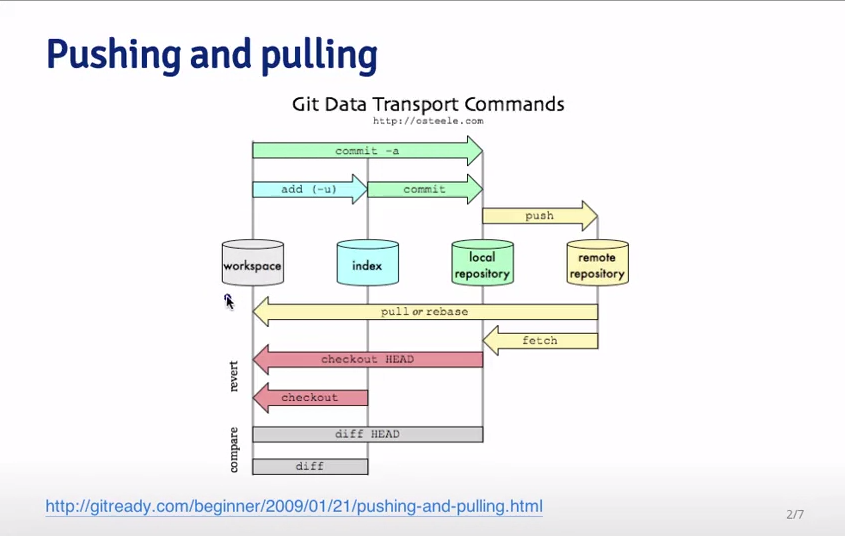 Pushing and pulling
Git Data Transport Commands
http://osteele.com
commit -a
add (-u)
commit
push
workspace
index
local
repository
remote
repository
pull or rebase
fetch
revert
checkout HEAD
checkout
compare
diff HEAD
diff
http://gitready.com/beginner/2009/01/21/pushing-and-pulling.html
2/7